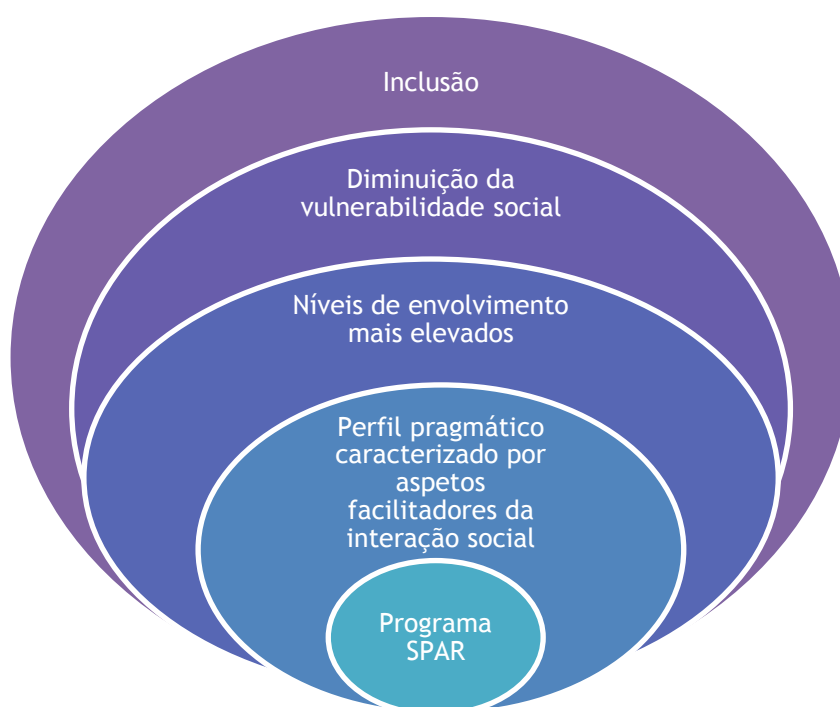 Inclusão
Diminuição da
vulnerabilidade social
Níveis de envolvimento
mais elevados
Perfil pragmático
caracterizado por
aspetos
facilitadores da
interação social
Programa
SPAR